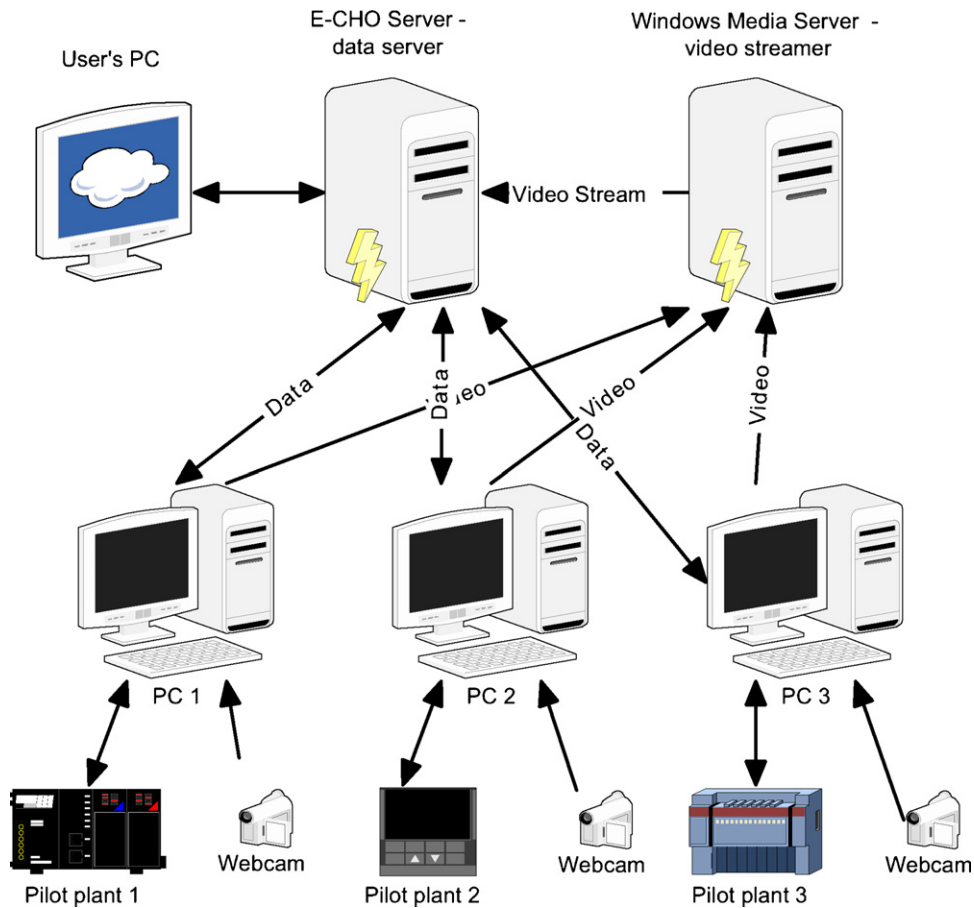 E-CHO Server -
data server
Windows Media Server -
video streamer
User's PC
Video Stream
Data
Data
Video
Data
Video
PC 1
PC 2
PC 3
Webcam
Webcam
Webcam
Pilot plant 1
Pilot plant 2
Pilot plant 3